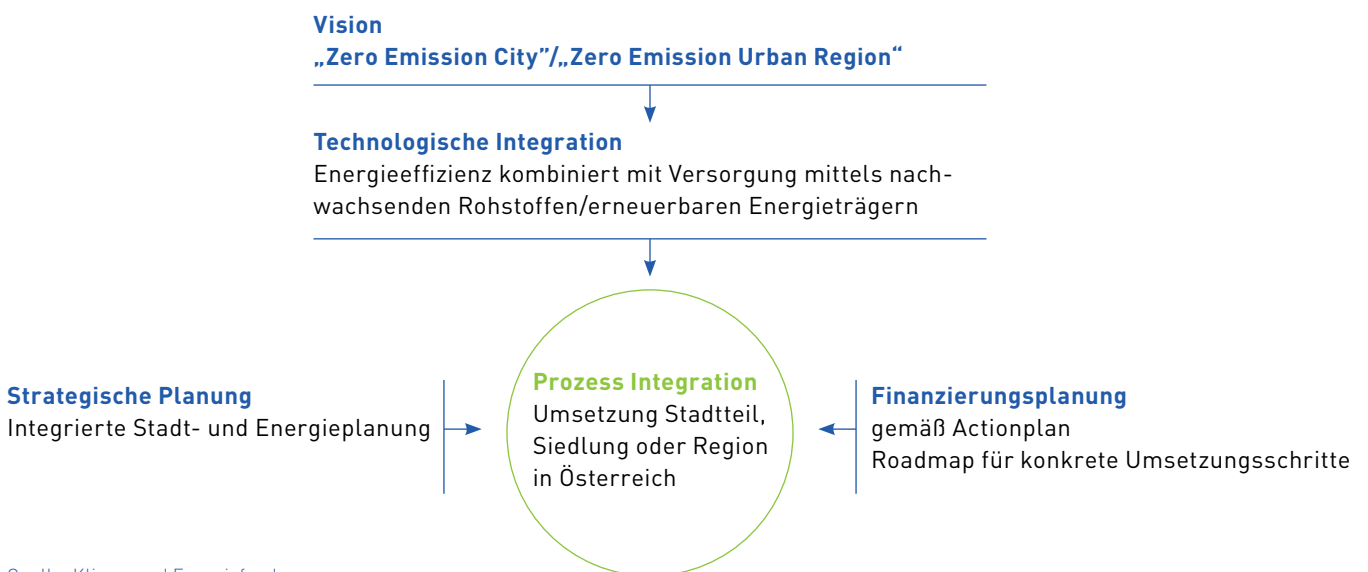 Vision
„Zero Emission City”/„Zero Emission Urban Region“
Technologische Integration
Energieeffizienz kombiniert mit Versorgung mittels nach-
wachsenden Rohstoffen/erneuerbaren Energieträgern
Strategische Planung
Integrierte Stadt- und Energieplanung
Prozess Integration
Umsetzung Stadtteil,
Siedlung oder Region
in Österreich
Finanzierungsplanung
gemäß Actionplan
Roadmap für konkrete Umsetzungsschritte